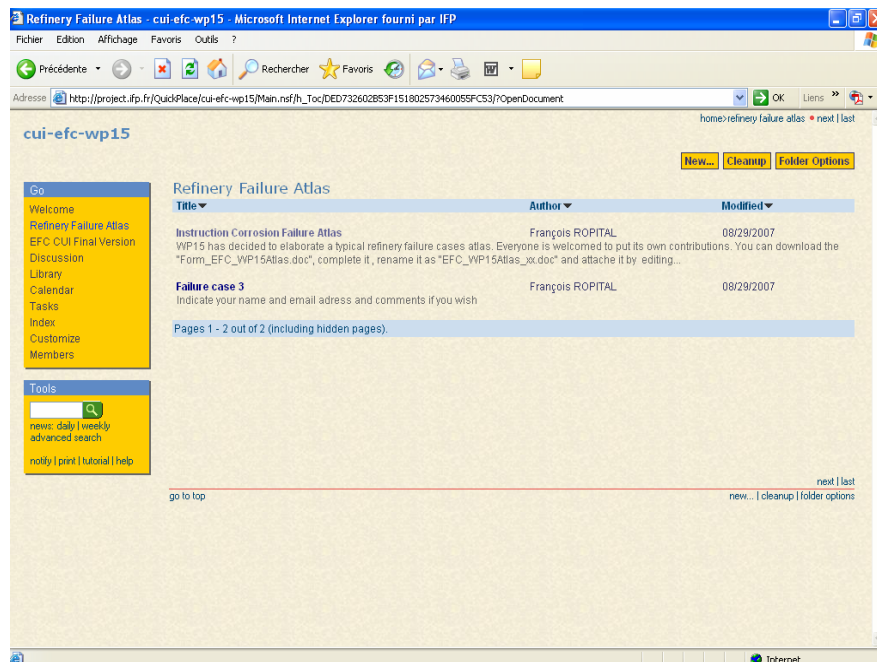 Refinery Failure Atlas - cui-efc-wp15 - Microsoft Internet Explorer fourni par IFP
Fichier Edition Affichage Favoris Outils ?
Précédente Rechercher Favoris
Adresse http://project.ifp.fr/QuickPlace/cui-efc-wp15/Main.nsf/h_Toc/DED732602B53F151802573460055FC53/?OpenDocument OK Liens »
home>refinery failure atlas • next | last
cui-efc-wp15
New... Cleanup Folder Options
Go
Welcome
Refinery Failure Atlas
EFC CUI Final Version
Discussion
Library
Calendar
Tasks
Index
Customize
Members
Tools
news: daily | weekly
advanced search
notify | print | tutorial | help
Refinery Failure Atlas
Title Author Modified
Instruction Corrosion Failure Atlas François ROPITAL 08/29/2007
WP15 has decided to elaborate a typical refinery failure cases atlas. Everyone is welcomed to put its own contributions. You can download the
"Form_EFC_WP15Atlas.doc", complete it , rename it as "EFC_WP15Atlas_xx.doc" and attache it by editing...
Failure case 3 François ROPITAL 08/29/2007
Indicate your name and email adress and comments if you wish
Pages 1 - 2 out of 2 (including hidden pages).
next | last
go to top new... | cleanup | folder options
Internet